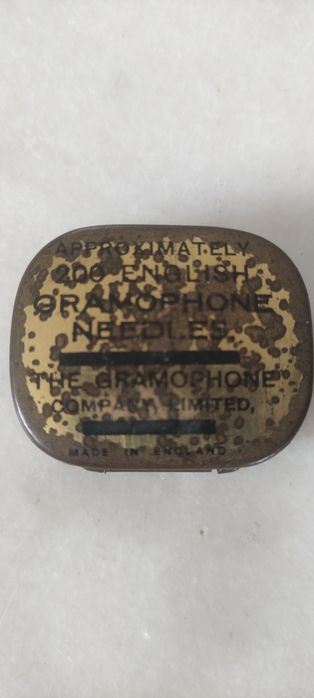 APPROXIMATELY
200 ENGLISH
GRAMOPHONE
NEEDLES
THE GRAMOPHONE
COMPANY LIMITED,
MADE IN ENGLAND